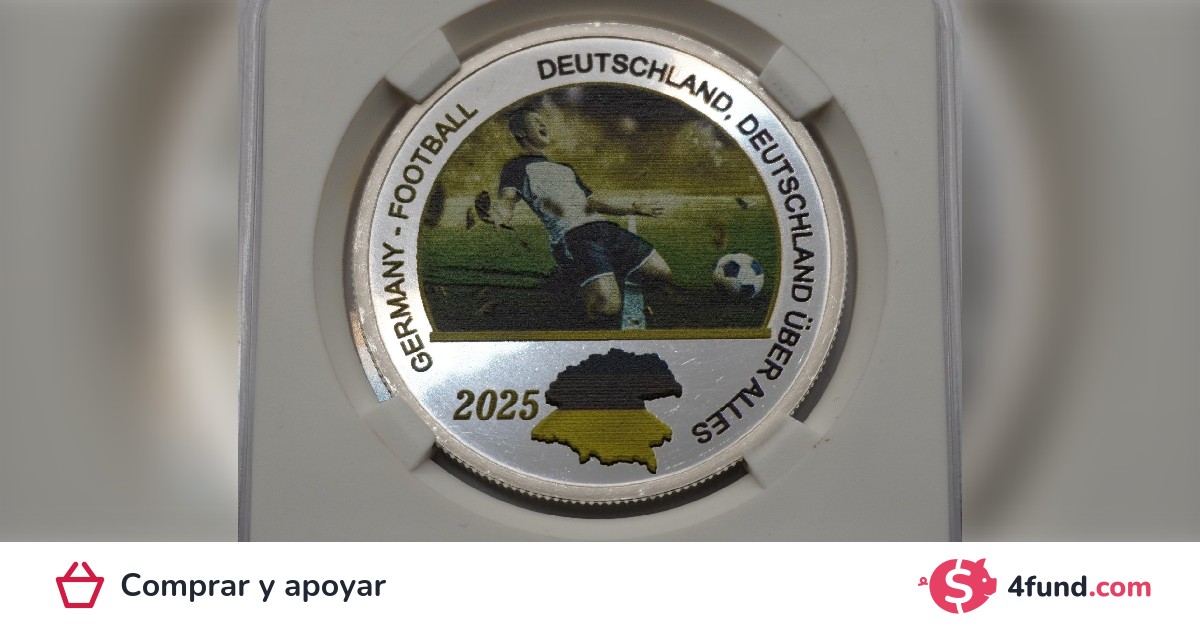 GERMANY - FOOTBALL
DEUTSCHLAND, DEUTSCHLAND ÜBER ALLES
2025
Comprar y apoyar
4fund.com